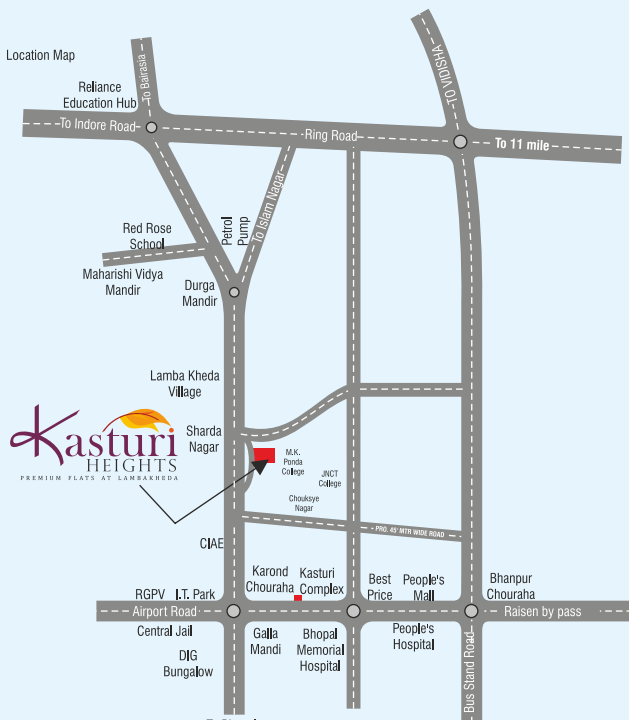 Location Map
Reliance
Education Hub
To Bairasia
TO VIDISHA
To Indore Road
Ring Road
To 11 mile
Red Rose
School
Petrol
Pump
To Islam Nagar
Maharishi Vidya
Mandir
Durga
Mandir
Lamba Kheda
Village
Kasturi
HEIGHTS
PREMIUM FLATS AT LAMBAKHEDA
Sharda
Nagar
M.K.
Ponda
College
JNCT
College
Chouksye
Nagar
PRO. 45' MTR WIDE ROAD
CIAE
RGPV
I.T. Park
Karond
Chouraha
Kasturi
Complex
Best
Price
People's
Mall
Bhanpur
Chouraha
Airport Road
Raisen by pass
Central Jail
DIG
Bungalow
Galla
Mandi
Bhopal
Memorial
Hospital
People's
Hospital
Bus Stand Road